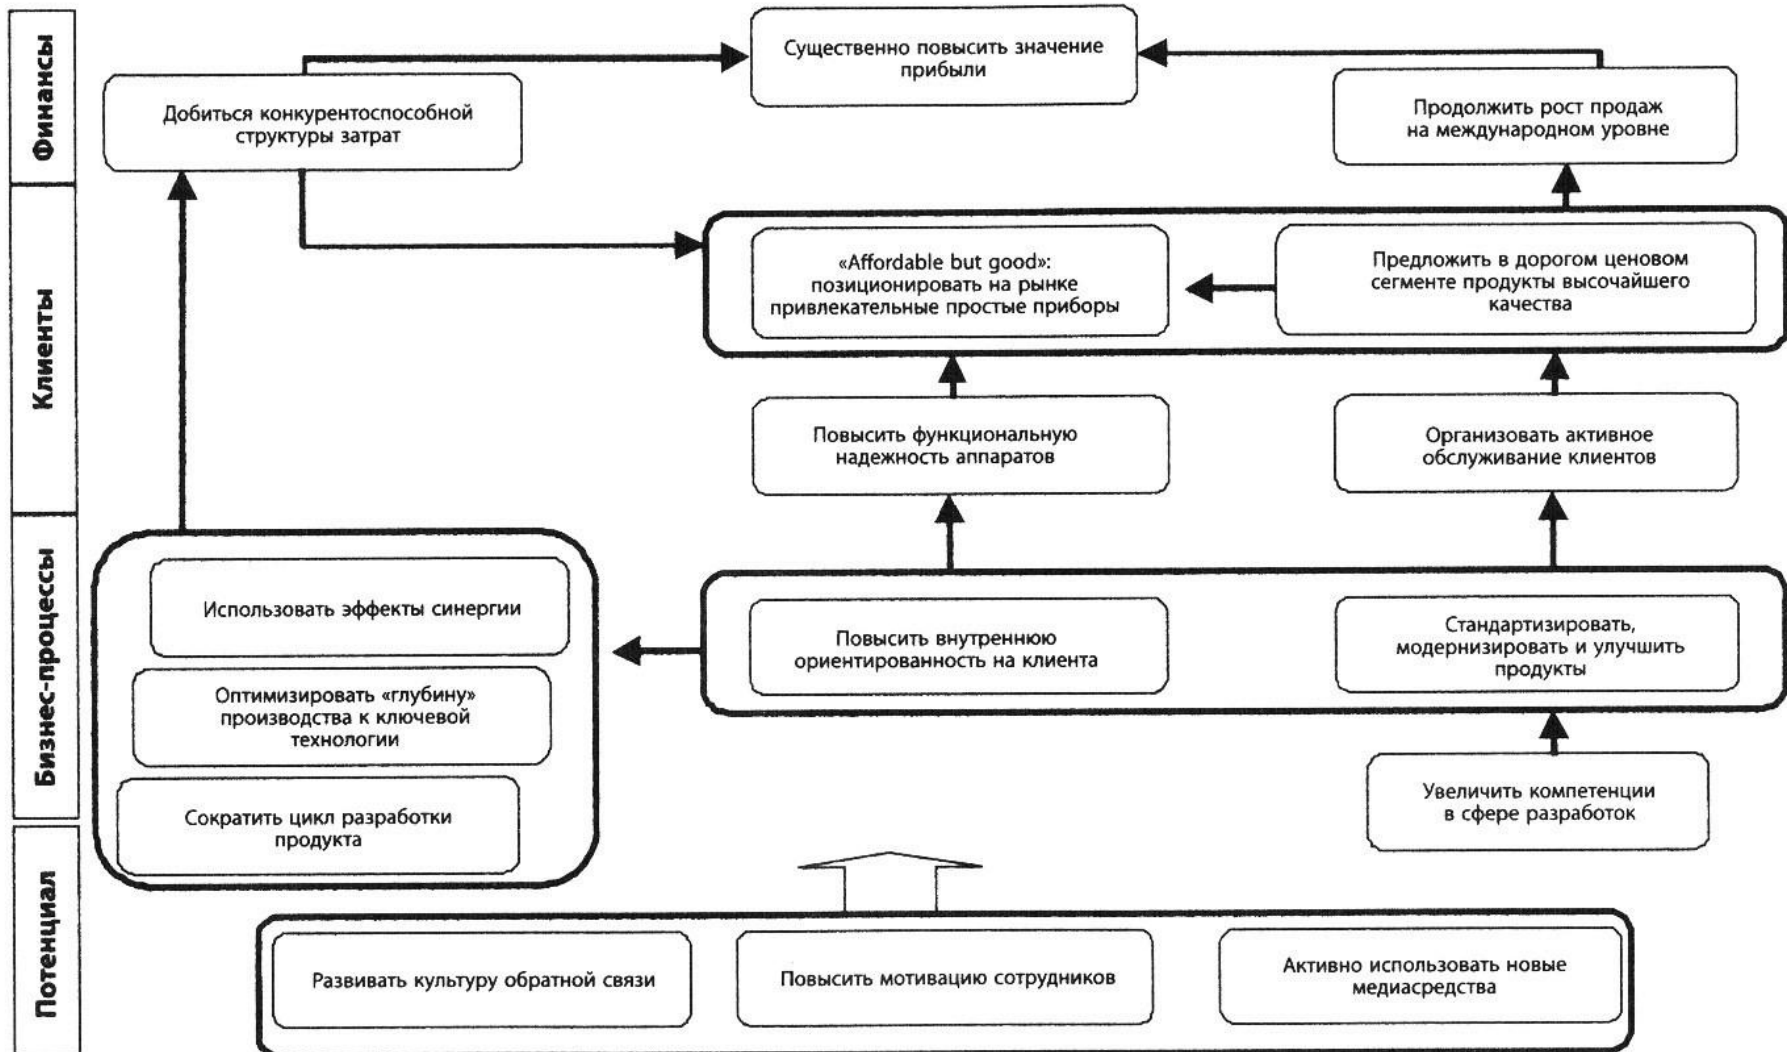 Финансы
Существенно повысить значение
прибыли
Добиться конкурентоспособной
структуры затрат
Продолжить рост продаж
на международном уровне
Клиенты
«Affordable but good»:
позиционировать на рынке
привлекательные простые приборы
Предложить в дорогом ценовом
сегменте продукты высочайшего
качества
Повысить функциональную
надежность аппаратов
Организовать активное
обслуживание клиентов
Бизнес-процессы
Использовать эффекты синергии
Оптимизировать «глубину»
производства к ключевой
технологии
Сократить цикл разработки
продукта
Повысить внутреннюю
ориентированность на клиента
Стандартизировать,
модернизировать и улучшить
продукты
Увеличить компетенции
в сфере разработок
Потенциал
Развивать культуру обратной связи
Повысить мотивацию сотрудников
Активно использовать новые
медиасредства